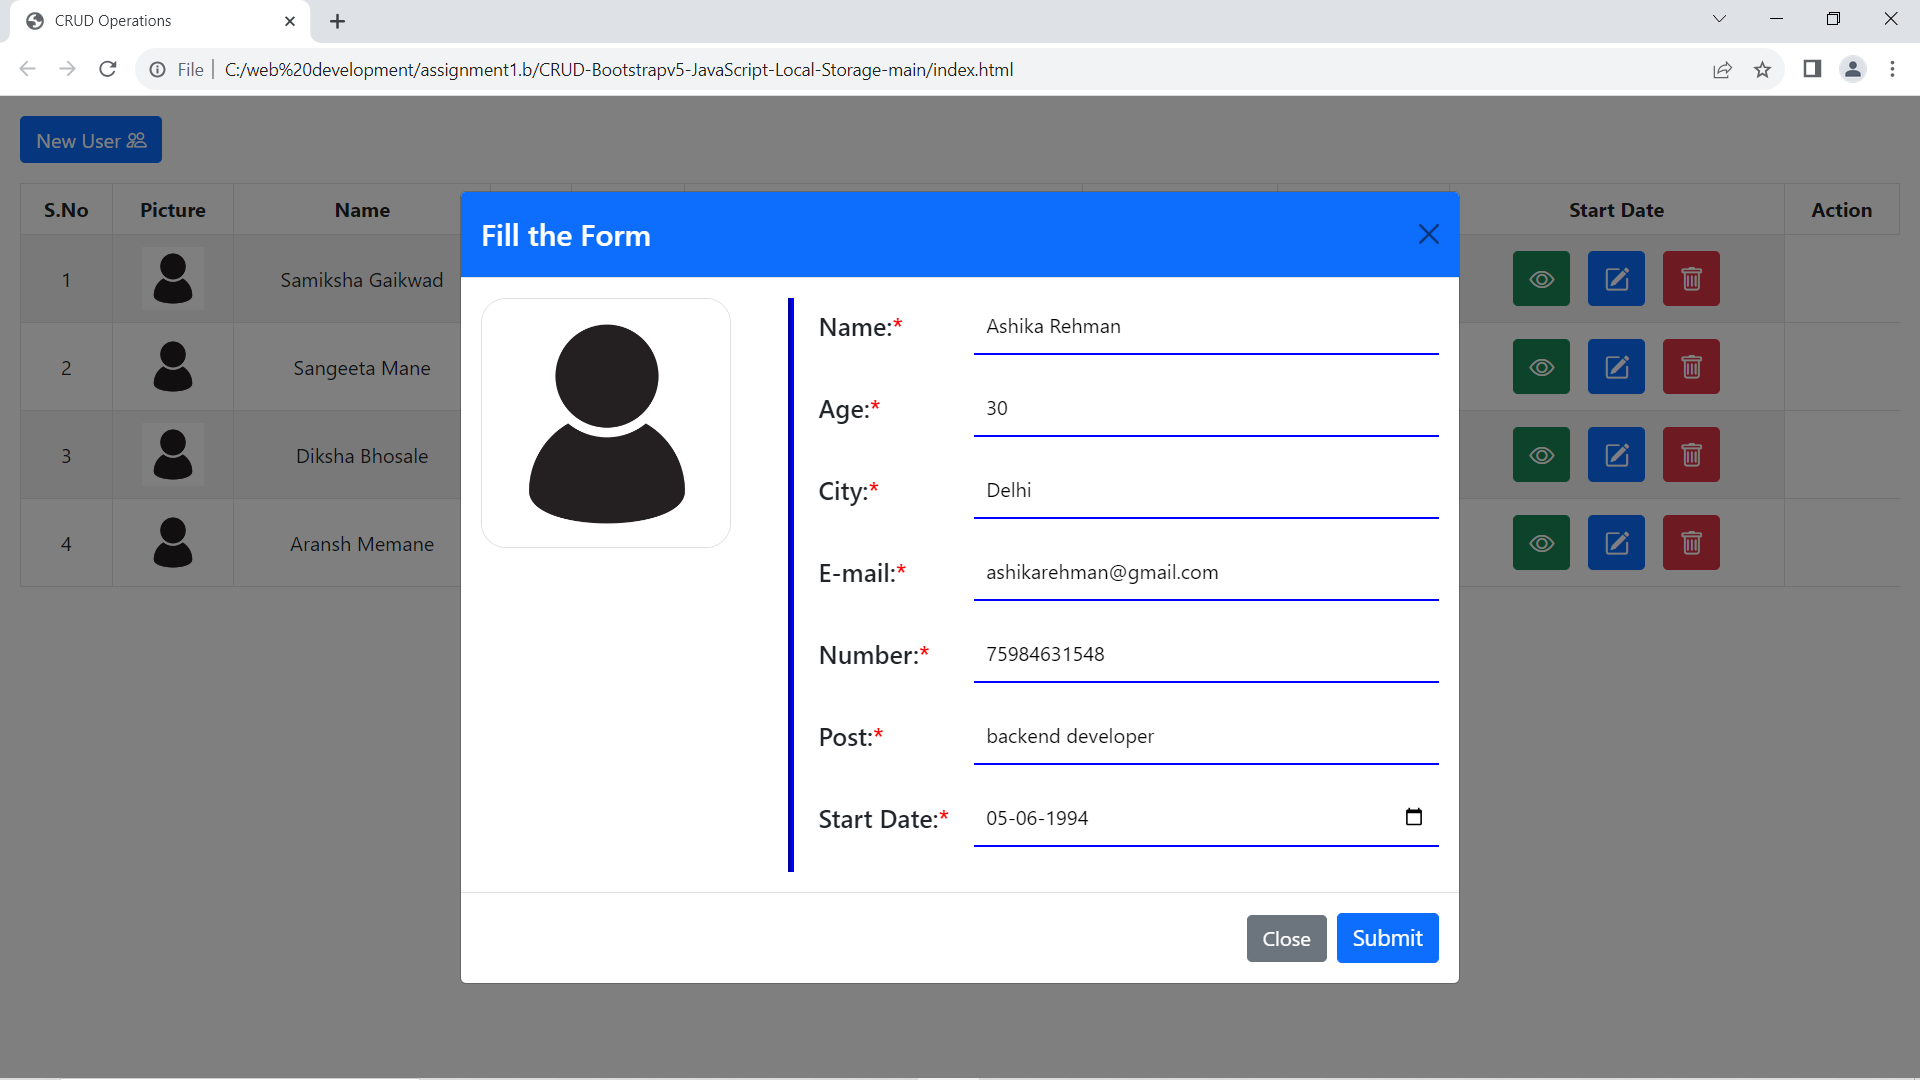 CRUD Operations
File | C:/web%20development/assignment1.b/CRUD-Bootstrapv5-JavaScript-Local-Storage-main/index.html
New User
S.No Picture Name Start Date Action
1 Samiksha Gaikwad
2 Sangeeta Mane
3 Diksha Bhosale
4 Aransh Memane
Fill the Form
Name:* Ashika Rehman
Age:* 30
City:* Delhi
E-mail:* ashikarehman@gmail.com
Number:* 75984631548
Post:* backend developer
Start Date:* 05-06-1994
Close Submit